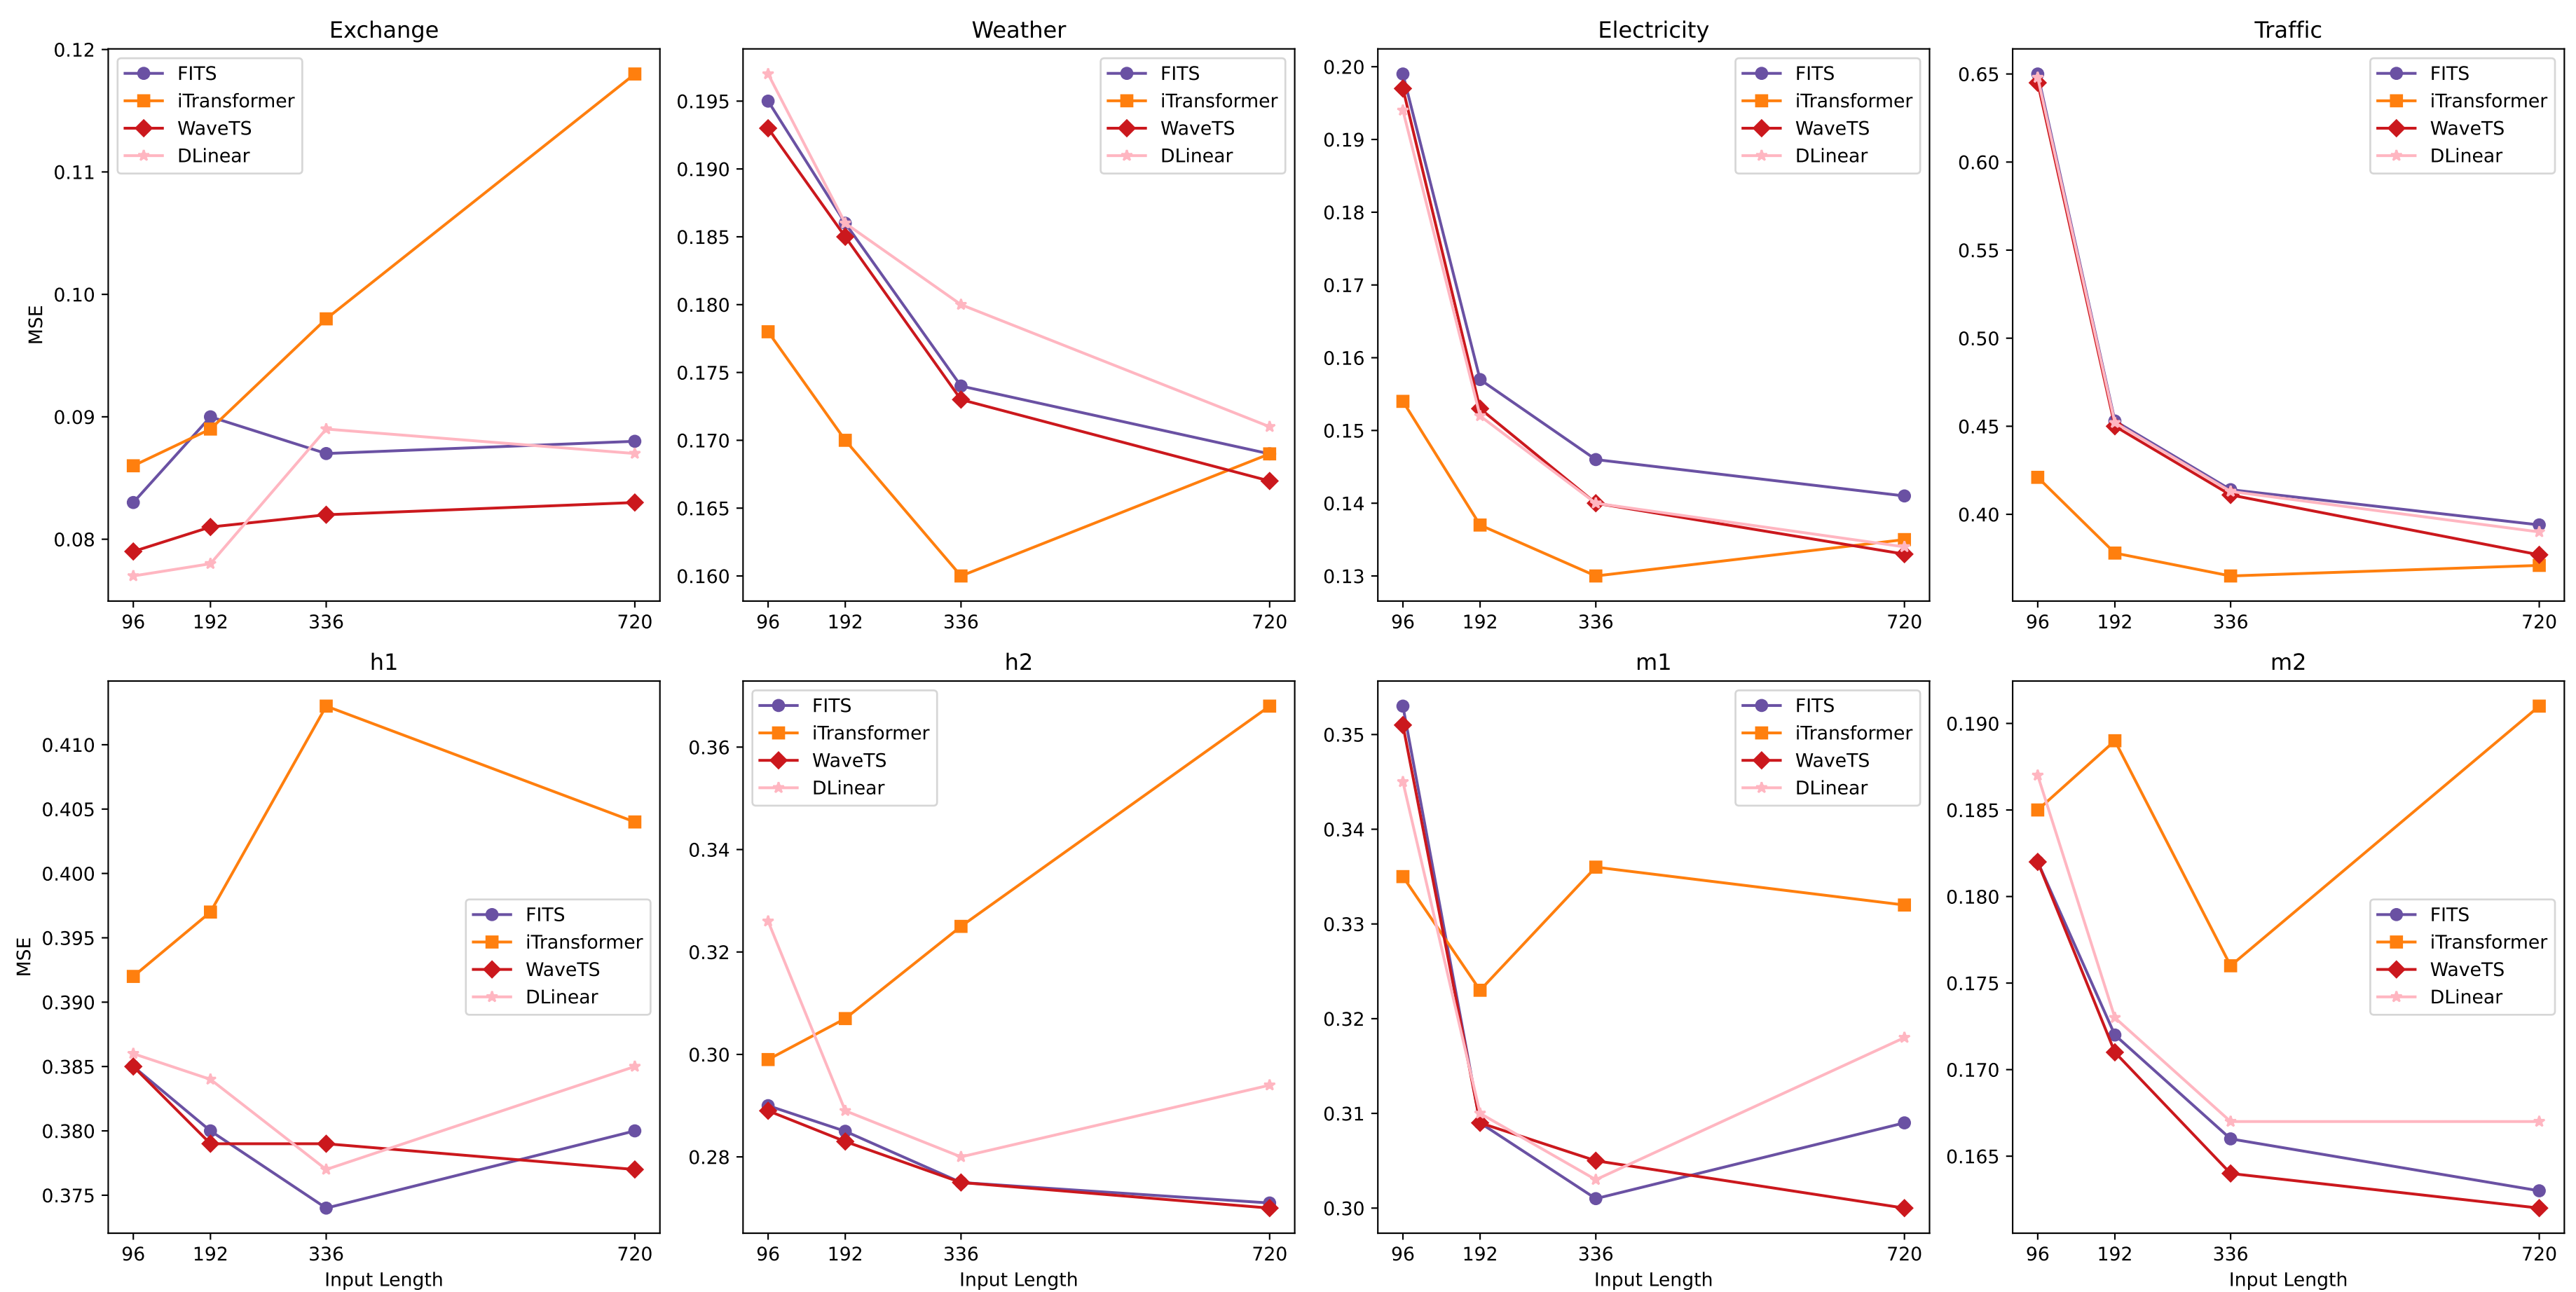 Exchange
MSE
0.12
0.11
0.10
0.09
0.08
96 192 336 720
FITS
iTransformer
WaveTS
DLinear
Weather
0.195
0.190
0.185
0.180
0.175
0.170
0.165
0.160
96 192 336 720
FITS
iTransformer
WaveTS
DLinear
Electricity
0.20
0.19
0.18
0.17
0.16
0.15
0.14
0.13
96 192 336 720
FITS
iTransformer
WaveTS
DLinear
Traffic
0.65
0.60
0.55
0.50
0.45
0.40
96 192 336 720
FITS
iTransformer
WaveTS
DLinear
h1
MSE
0.410
0.405
0.400
0.395
0.390
0.385
0.380
0.375
96 192 336 720
Input Length
FITS
iTransformer
WaveTS
DLinear
h2
0.36
0.34
0.32
0.30
0.28
96 192 336 720
Input Length
FITS
iTransformer
WaveTS
DLinear
m1
0.35
0.34
0.33
0.32
0.31
0.30
96 192 336 720
Input Length
FITS
iTransformer
WaveTS
DLinear
m2
0.190
0.185
0.180
0.175
0.170
0.165
96 192 336 720
Input Length
FITS
iTransformer
WaveTS
DLinear